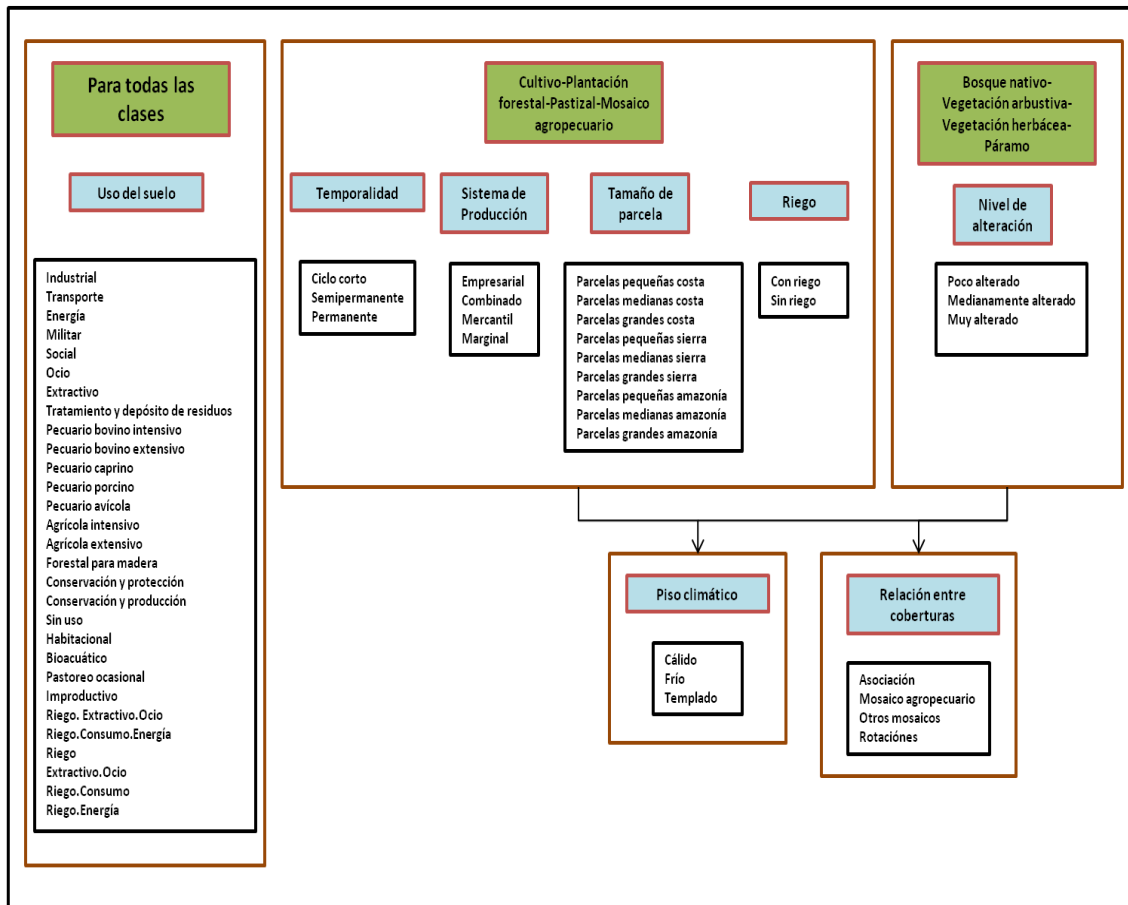 Para todas las
clases
Uso del suelo
Industrial
Transporte
Energía
Militar
Social
Ocio
Extractivo
Tratamiento y depósito de residuos
Pecuario bovino intensivo
Pecuario bovino extensivo
Pecuario caprino
Pecuario porcino
Pecuario avícola
Agrícola intensivo
Agrícola extensivo
Forestal para madera
Conservación y protección
Conservación y producción
Sin uso
Habitacional
Bioacuático
Pastoreo ocasional
Improductivo
Riego. Extractivo.Ocio
Riego.Consumo.Energía
Riego
Extractivo.Ocio
Riego.Consumo
Riego.Energía
Cultivo-Plantación
forestal-Pastizal-Mosaico
agropecuario
Temporalidad
Ciclo corto
Semipermanente
Permanente
Sistema de
Producción
Empresarial
Combinado
Mercantil
Marginal
Tamaño de
parcela
Parcelas pequeñas costa
Parcelas medianas costa
Parcelas grandes costa
Parcelas pequeñas sierra
Parcelas medianas sierra
Parcelas grandes sierra
Parcelas pequeñas amazonía
Parcelas medianas amazonía
Parcelas grandes amazonía
Riego
Con riego
Sin riego
Bosque nativo-
Vegetación arbustiva-
Vegetación herbácea-
Páramo
Nivel de
alteración
Poco alterado
Medianamente alterado
Muy alterado
Piso climático
Cálido
Frío
Templado
Relación entre
coberturas
Asociación
Mosaico agropecuario
Otros mosaicos
Rotaciónes